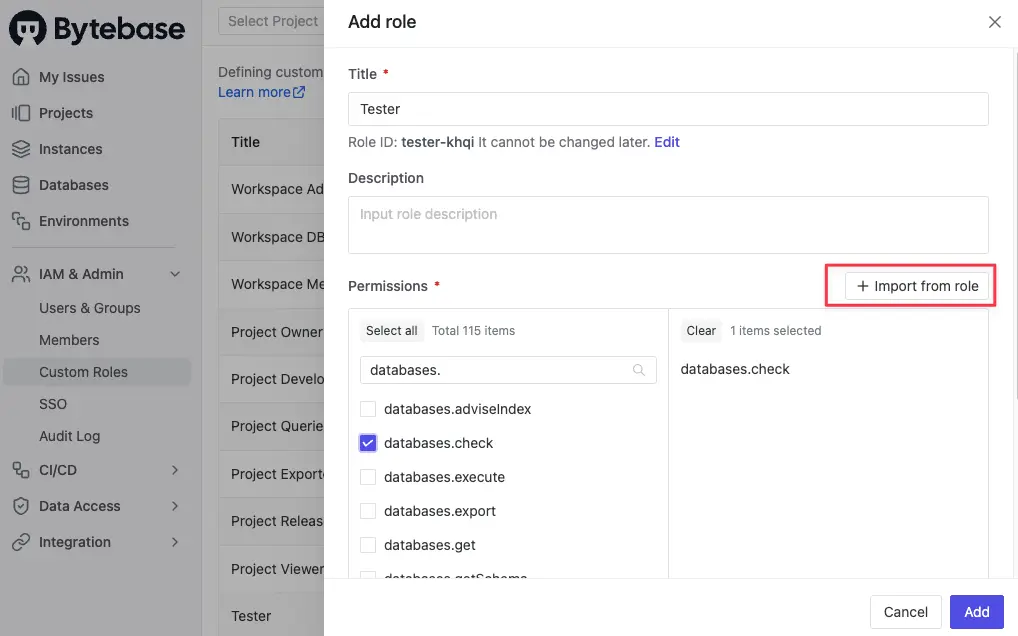 Bytebase
My Issues
Projects
Instances
Databases
Environments
IAM & Admin
Users & Groups
Members
Custom Roles
SSO
Audit Log
CI/CD
Data Access
Integration
Select Project
Defining custom
Learn more
Title
Workspace Ad
Workspace DB
Workspace Me
Project Owner
Project Develo
Project Querie
Project Export
Project Releas
Project Viewer
Tester
Add role
Title *
Tester
Role ID: tester-khqi It cannot be changed later. Edit
Description
Input role description
Permissions *
+ Import from role
Select all Total 115 items
databases.
databases.adviseIndex
databases.check
databases.execute
databases.export
databases.get
databases.getSchema
Clear 1 items selected
databases.check
Cancel
Add